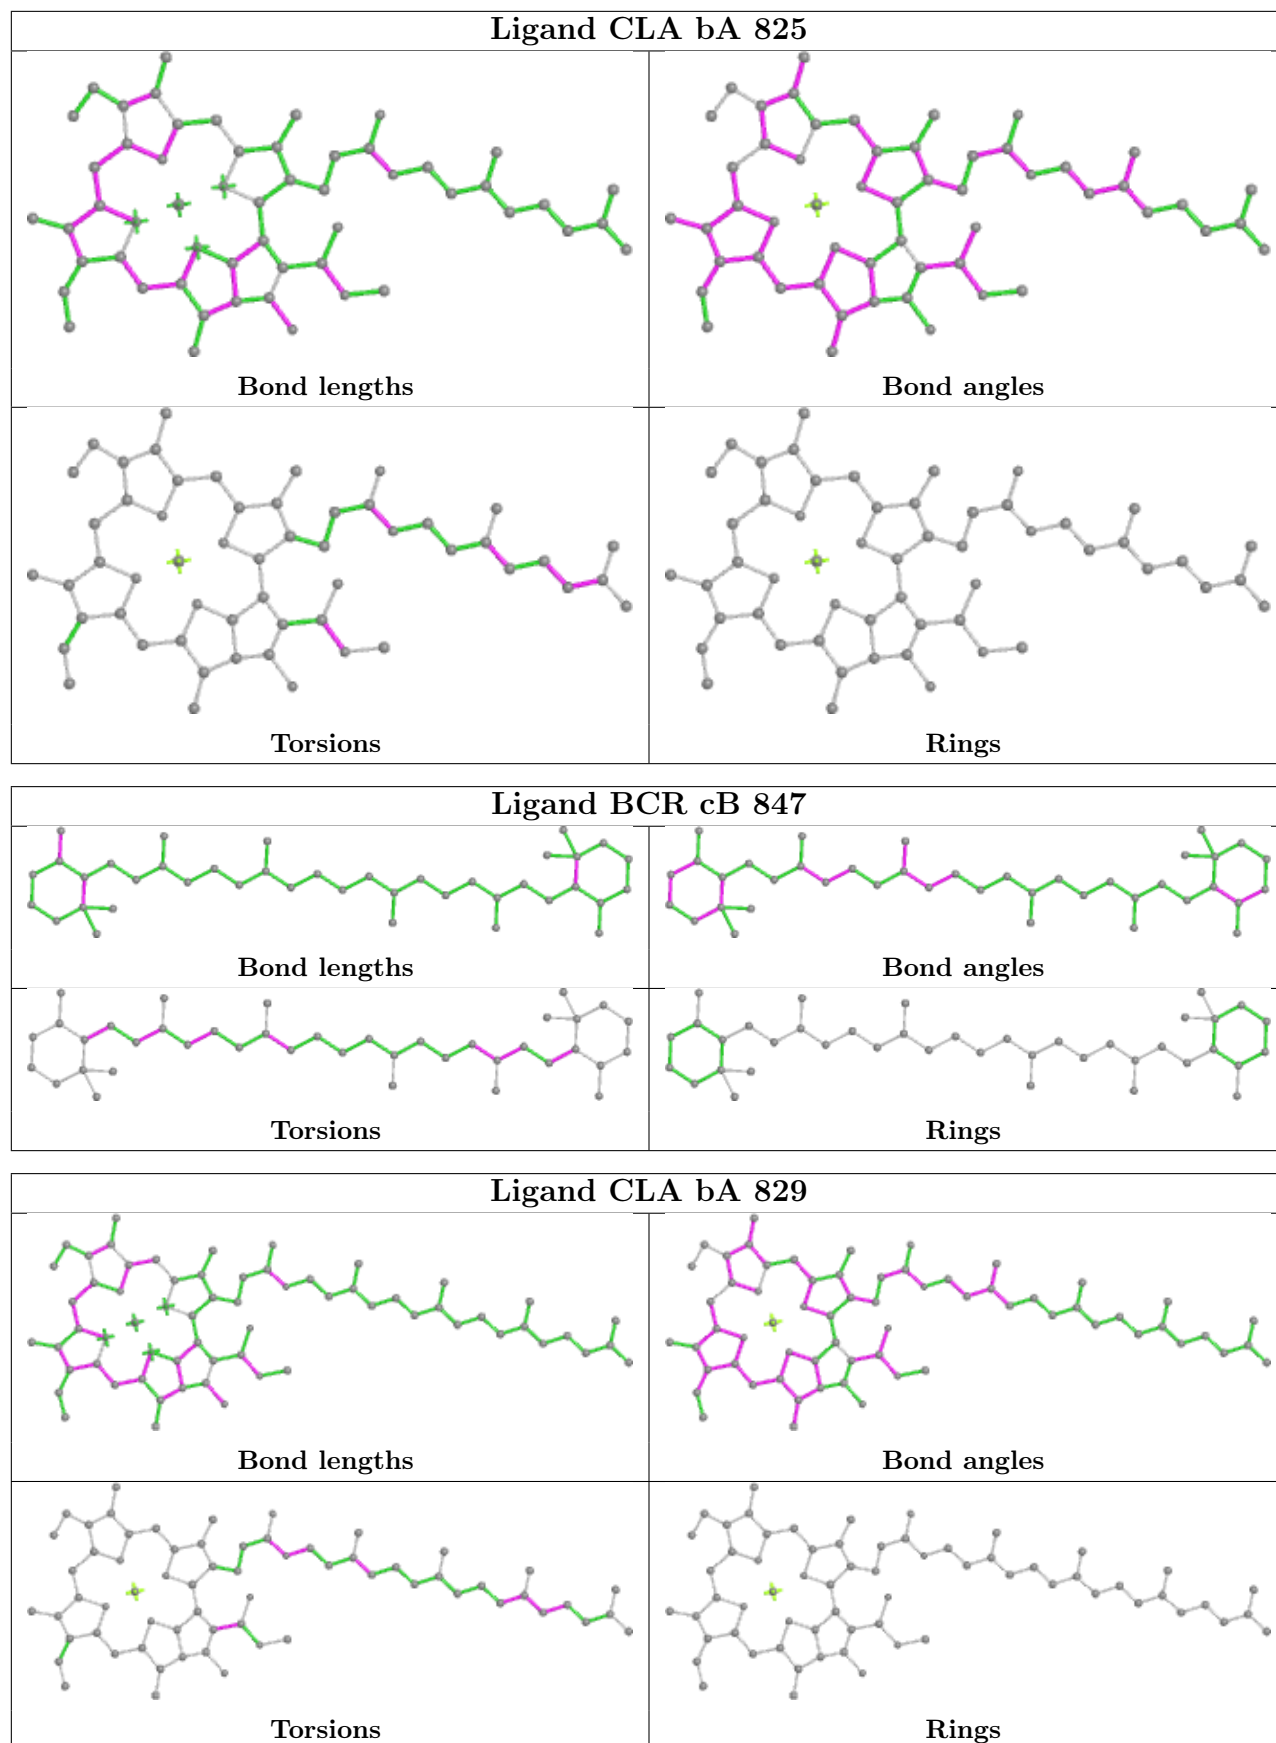 Ligand CLA bA 825
Bond lengths
Bond angles
Torsions
Rings
Ligand BCR cB 847
Bond lengths
Bond angles
Torsions
Rings
Ligand CLA bA 829
Bond lengths
Bond angles
Torsions
Rings